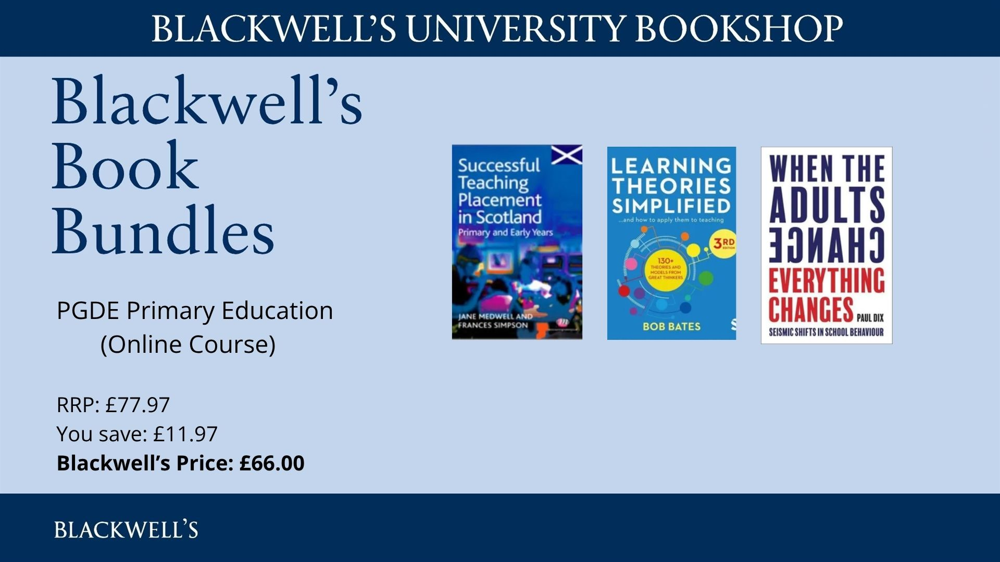 BLACKWELL’S UNIVERSITY BOOKSHOP
Blackwell’s
Book
Bundles
PGDE Primary Education
(Online Course)
RRP: £77.97
You save: £11.97
Blackwell’s Price: £66.00
Successful
Teaching
Placement
in Scotland
Primary and Early Years
JANE MEDWELL AND
FRANCES SIMPSON
LEARNING
THEORIES
SIMPLIFIED
...and how to apply them to teaching
3RD
EDITION
130+
THEORIES AND
MODELS FROM
GREAT THINKERS
BOB BATES
WHEN THE
ADULTS
CHANGE
EVERYTHING
CHANGES
PAUL DIX
SEISMIC SHIFTS IN SCHOOL BEHAVIOUR
BLACKWELL’S